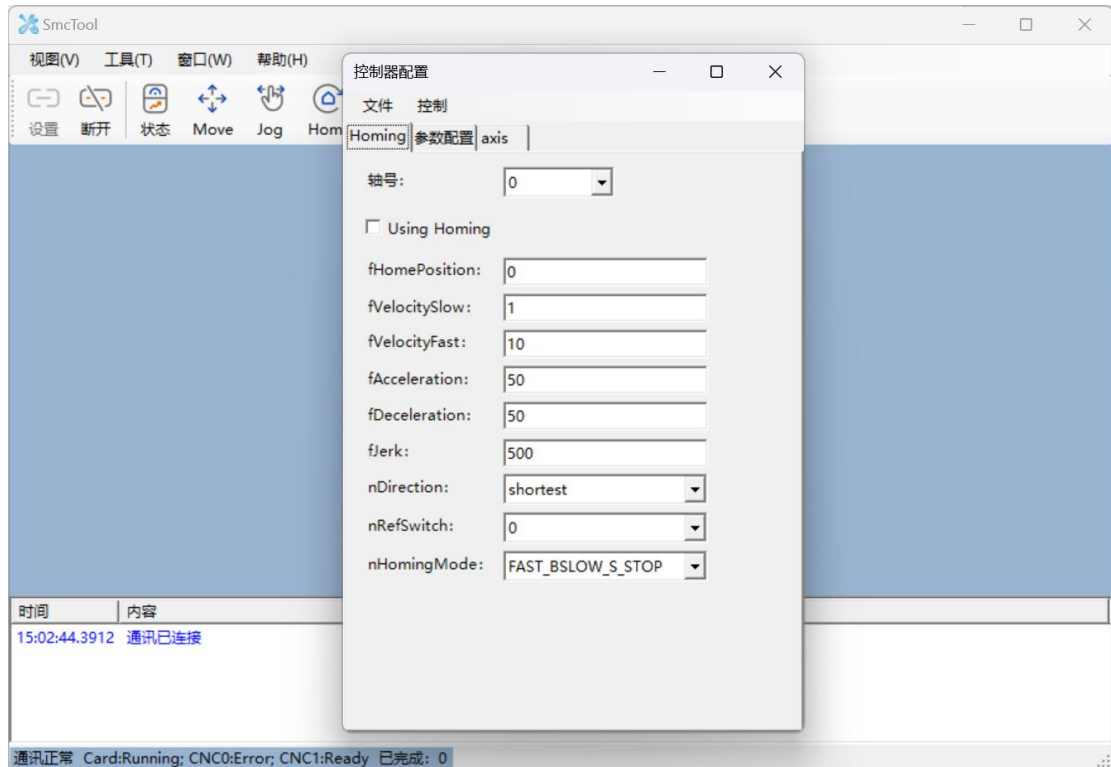 SmcTool
视图(V) 工具(T) 窗口(W) 帮助(H)
设置 断开 状态 Move Jog Hom
控制器配置
文件 控制
Homing 参数配置 axis
轴号: 0
Using Homing
fHomePosition: 0
fVelocitySlow: 1
fVelocityFast: 10
fAcceleration: 50
fDeceleration: 50
fJerk: 500
nDirection: shortest
nRefSwitch: 0
nHomingMode: FAST_BSLOW_S_STOP
时间 内容
15:02:44.3912 通讯已连接
通讯正常 Card:Running; CNC0:Error; CNC1:Ready 已完成: 0